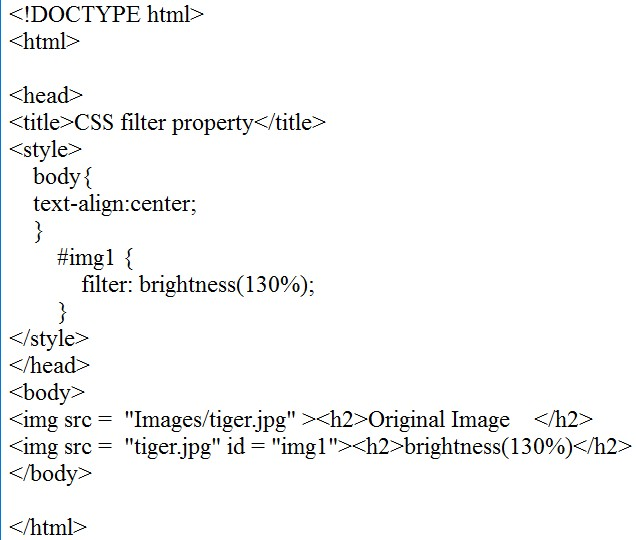 <!DOCTYPE html>
<html>
<head>
<title>CSS filter property</title>
<style>
body{
text-align:center;
}
#img1 {
filter: brightness(130%);
}
</style>
</head>
<body>
<img src =  "Images/tiger.jpg" ><h2>Original Image    </h2>
<img src =  "tiger.jpg" id = "img1"><h2>brightness(130%)</h2>
</body>
</html>